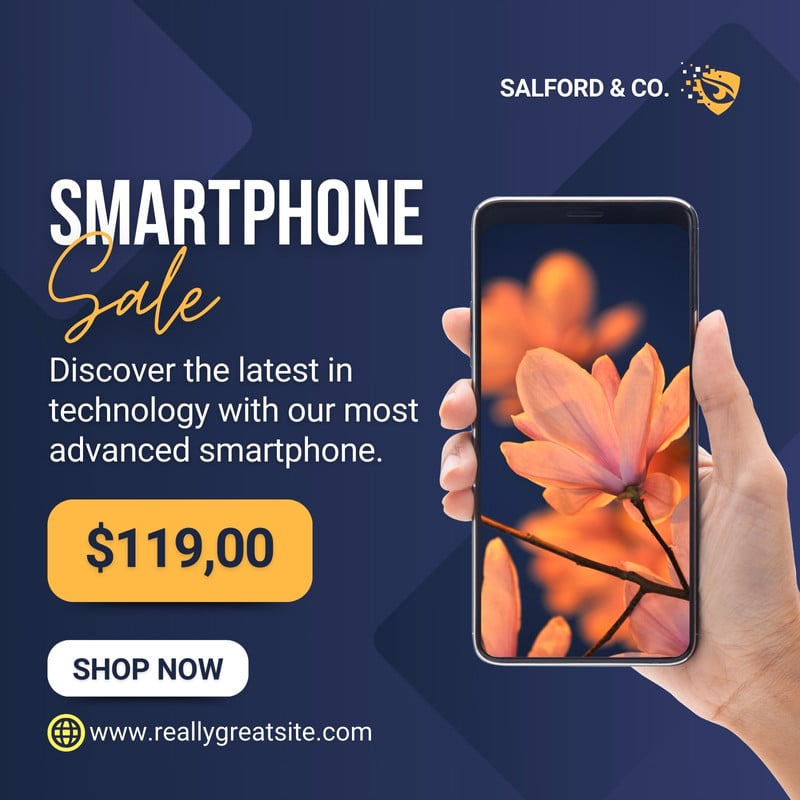 SALFORD & CO.
SMARTPHONE
Sale
Discover the latest in
technology with our most
advanced smartphone.
$119,00
SHOP NOW
www.reallygreatsite.com